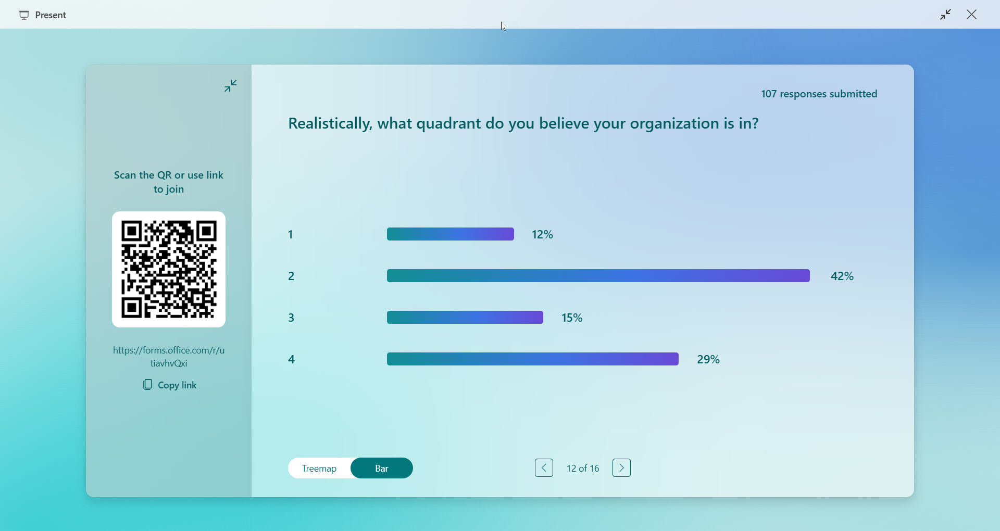 Present
107 responses submitted
Realistically, what quadrant do you believe your organization is in?
Scan the QR or use link
to join
https://forms.office.com/r/u
tiavhvQxi
Copy link
1 12%
2 42%
3 15%
4 29%
Treemap Bar
12 of 16